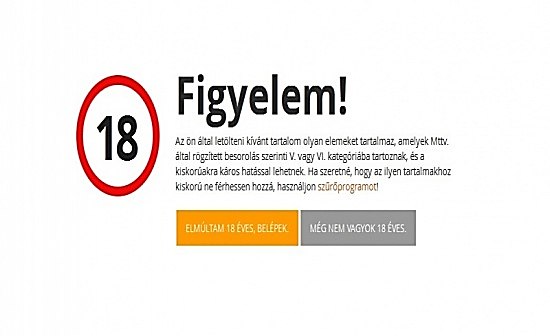 18
Figyelem!
Az ön által letölteni kívánt tartalom olyan elemeket tartalmaz, amelyek Mttv.
által rögzített besorolás szerinti V. vagy VI. kategóriába tartoznak, és a
kiskorúakra káros hatással lehetnek. Ha szeretné, hogy az ilyen tartalmakhoz
kiskorú ne férhessen hozzá, használjon szűrőprogramot!
ELMÚLTAM 18 ÉVES, BELÉPEK.
MÉG NEM VAGYOK 18 ÉVES.